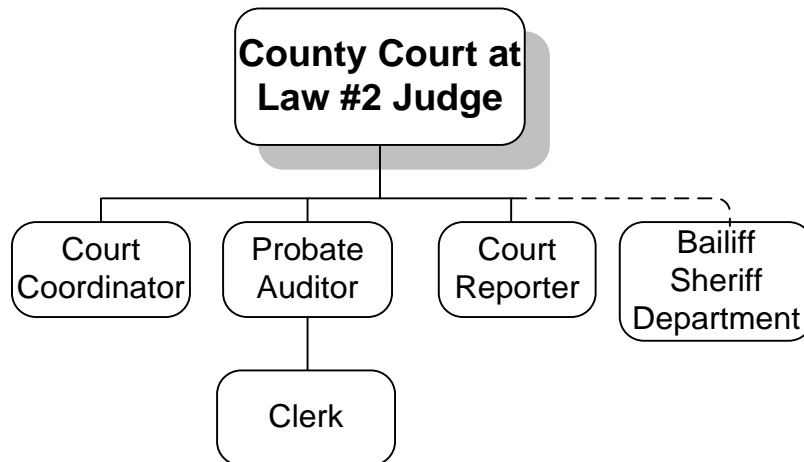 County Court at
Law #2 Judge
Court
Coordinator
Probate
Auditor
Court
Reporter
Bailiff
Sheriff
Department
Clerk